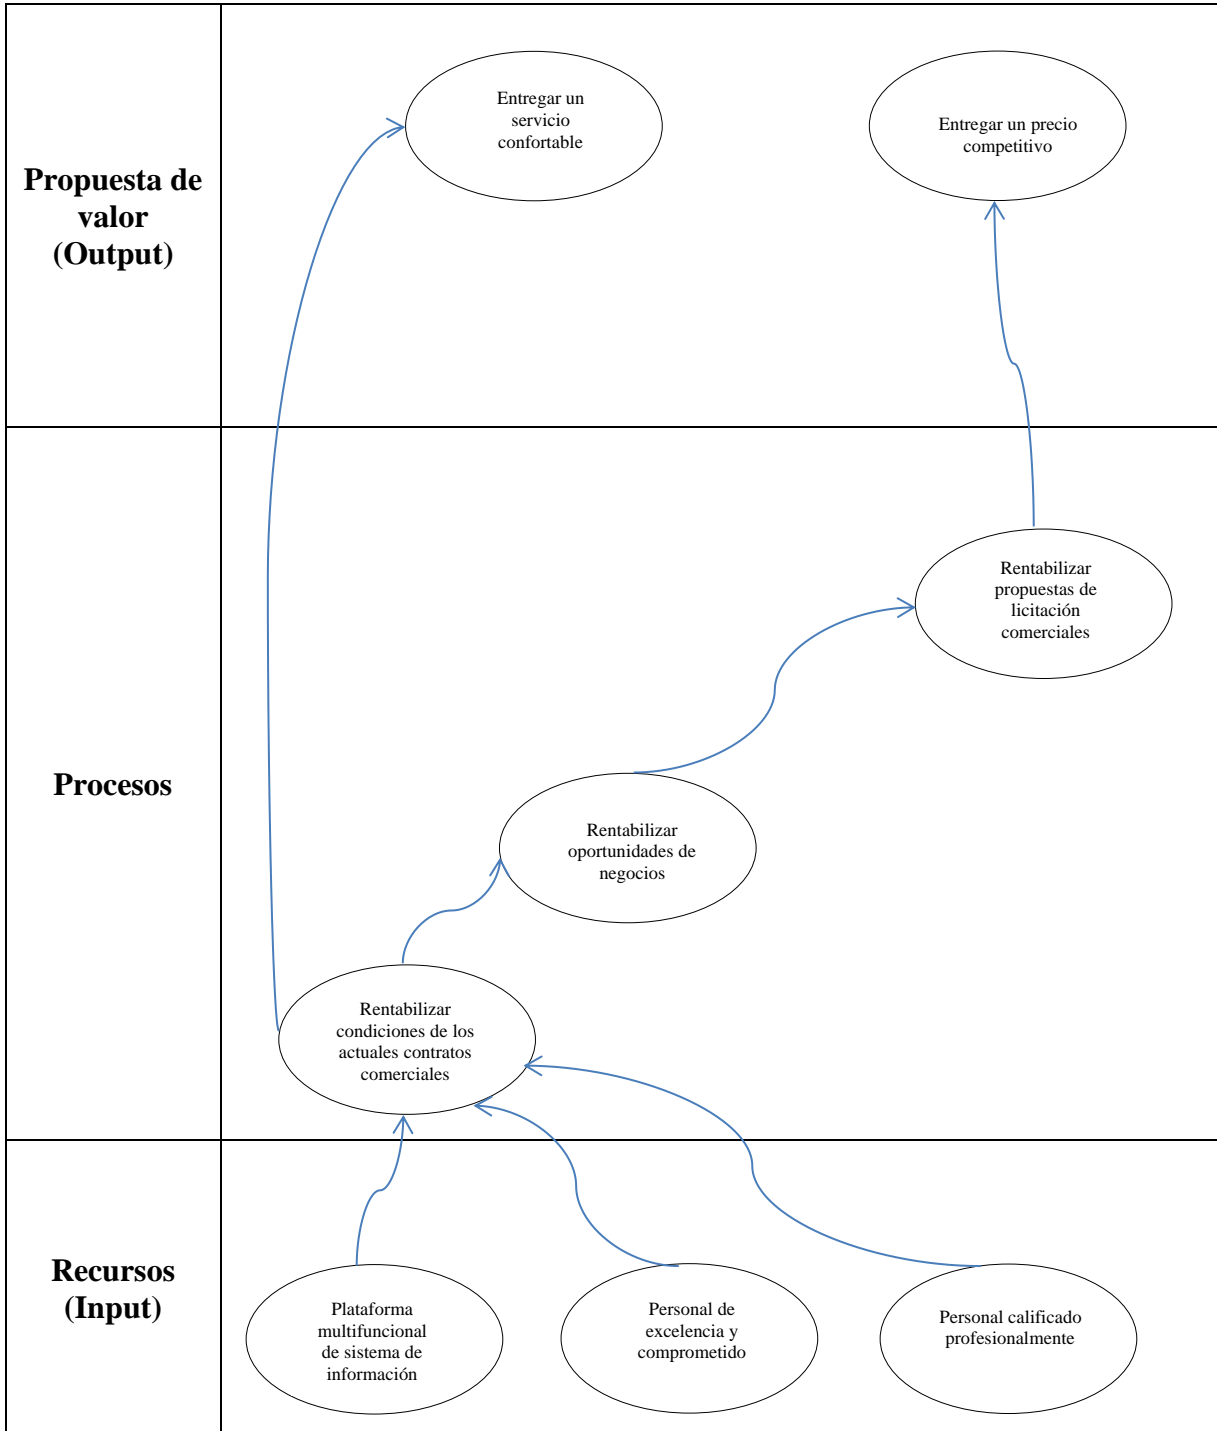 Propuesta de
valor
(Output)
Entregar un
servicio
confortable
Entregar un precio
competitivo
Procesos
Rentabilizar
propuestas de
licitación
comerciales
Rentabilizar
oportunidades de
negocios
Rentabilizar
condiciones de los
actuales contratos
comerciales
Recursos
(Input)
Plataforma
multifuncional
de sistema de
información
Personal de
excelencia y
comprometido
Personal calificado
profesionalmente